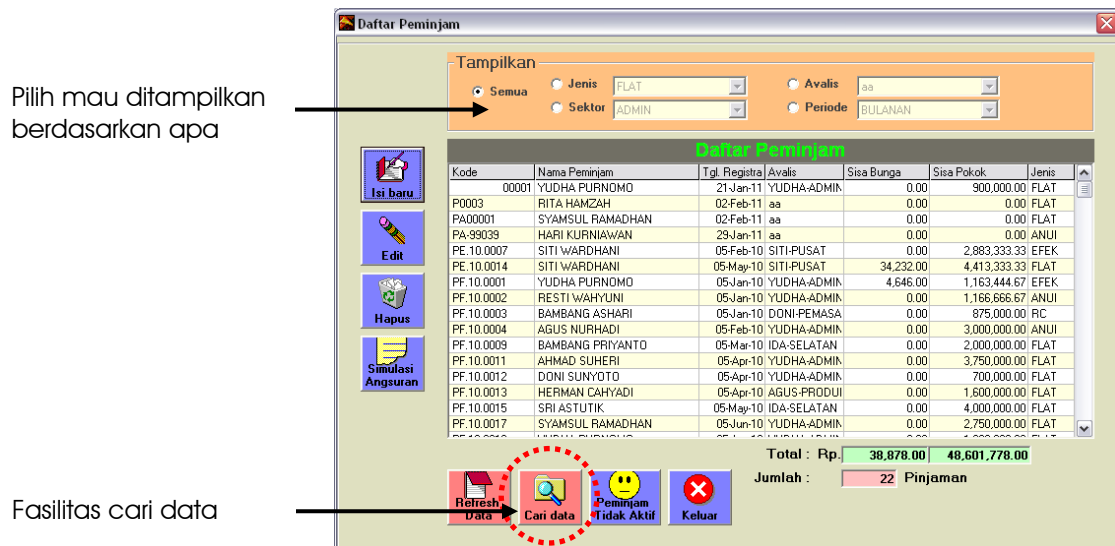 Daftar Peminjam
Tampilkan
Semua
Jenis FLAT
Avalis aa
Sektor ADMIN
Periode BULANAN
Pilih mau ditampilkan
berdasarkan apa
Daftar Peminjam
Kode Nama Peminjam Tgl. Registra Avalis Sisa Bunga Sisa Pokok Jenis
00001 YUDHA PURNOMO 21-Jan-11 YUDHA-ADMIN 0.00 900,000.00 FLAT
P0003 RITA HAMZAH 02-Feb-11 aa 0.00 0.00 FLAT
PA00001 SYAMSUL RAMADHAN 02-Feb-11 aa 0.00 0.00 FLAT
PA-99039 HARI KURNIAWAN 29-Jan-11 aa 0.00 0.00 ANUI
PE.10.0007 SITI WARDHANI 05-Feb-10 SITI-PUSAT 0.00 2,883,333.33 EFEK
PE.10.0014 SITI WARDHANI 05-May-10 SITI-PUSAT 34,232.00 4,413,333.33 FLAT
PF.10.0001 YUDHA PURNOMO 05-Jan-10 YUDHA-ADMIN 4,646.00 1,163,444.67 EFEK
PF.10.0002 RESTI WAHYUNI 05-Jan-10 YUDHA-ADMIN 0.00 1,166,666.67 ANUI
PF.10.0003 BAMBANG ASHARI 05-Jan-10 DONI-PEMASA 0.00 875,000.00 RC
PF.10.0004 AGUS NURHADI 05-Feb-10 YUDHA-ADMIN 0.00 3,000,000.00 ANUI
PF.10.0009 BAMBANG PRIYANTO 05-Mar-10 IDA-SELATAN 0.00 2,000,000.00 FLAT
PF.10.0011 AHMAD SUHERI 05-Apr-10 YUDHA-ADMIN 0.00 3,750,000.00 FLAT
PF.10.0012 DONI SUNYOTO 05-Apr-10 YUDHA-ADMIN 0.00 700,000.00 FLAT
PF.10.0013 HERMAN CAHYADI 05-Apr-10 AGUS-PRODUI 0.00 1,600,000.00 FLAT
PF.10.0015 SRI ASTUTIK 05-May-10 IDA-SELATAN 0.00 4,000,000.00 FLAT
PF.10.0017 SYAMSUL RAMADHAN 05-Jun-10 YUDHA-ADMIN 0.00 2,750,000.00 FLAT
Isi baru
Edit
Hapus
Simulasi
Angsuran
Total : Rp. 38,878.00 48,601,778.00
Jumlah : 22 Pinjaman
Fasilitas cari data
Refresh
Data
Cari data
Peminjam
Tidak Aktif
Keluar